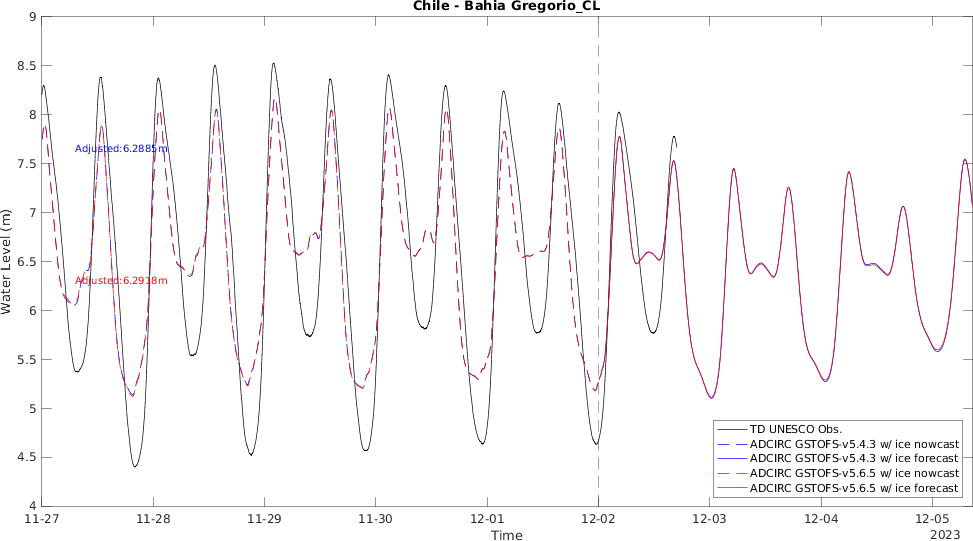 Chile - Bahia Gregorio_CL
Water Level (m)
9
8.5
8
7.5
7
6.5
6
5.5
5
4.5
4
Adjusted:6.2885m
Adjusted:6.2918m
TD UNESCO Obs.
ADCIRC GSTOFS-v5.4.3 w/ ice nowcast
ADCIRC GSTOFS-v5.4.3 w/ ice forecast
ADCIRC GSTOFS-v5.6.5 w/ ice nowcast
ADCIRC GSTOFS-v5.6.5 w/ ice forecast
11-27 11-28 11-29 11-30 12-01 12-02 12-03 12-04 12-05
Time
2023